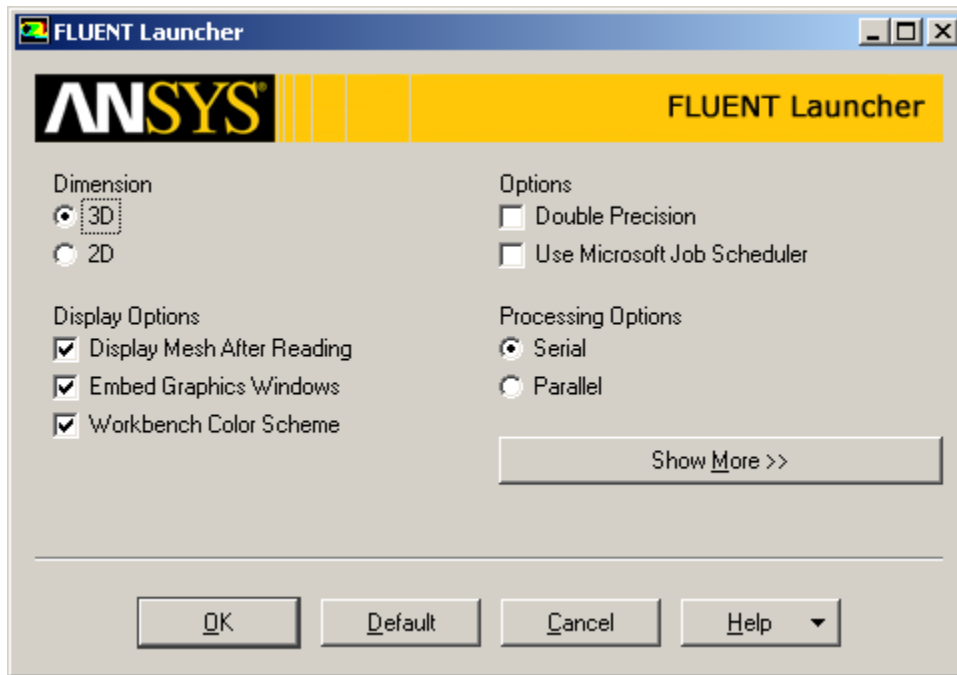 FLUENT Launcher
ANSYS®
FLUENT Launcher
Dimension
3D
2D
Options
Double Precision
Use Microsoft Job Scheduler
Display Options
Display Mesh After Reading
Embed Graphics Windows
Workbench Color Scheme
Processing Options
Serial
Parallel
Show More >>
OK
Default
Cancel
Help